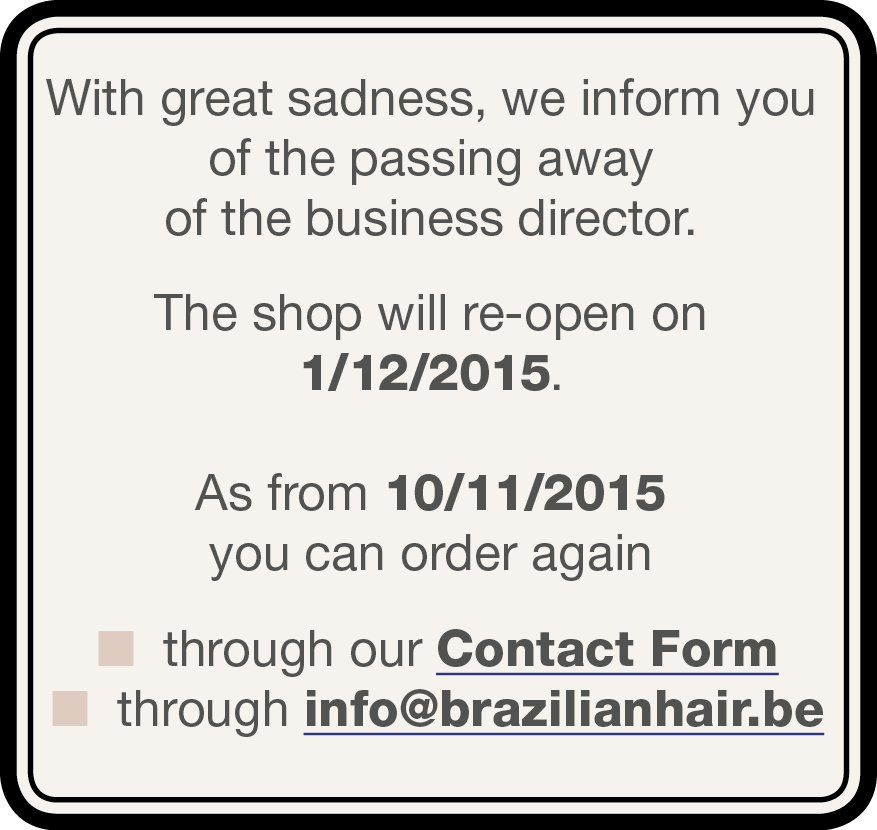 With great sadness, we inform you
of the passing away
of the business director.
The shop will re-open on
1/12/2015.
As from 10/11/2015
you can order again
through our Contact Form
through info@brazilianhair.be